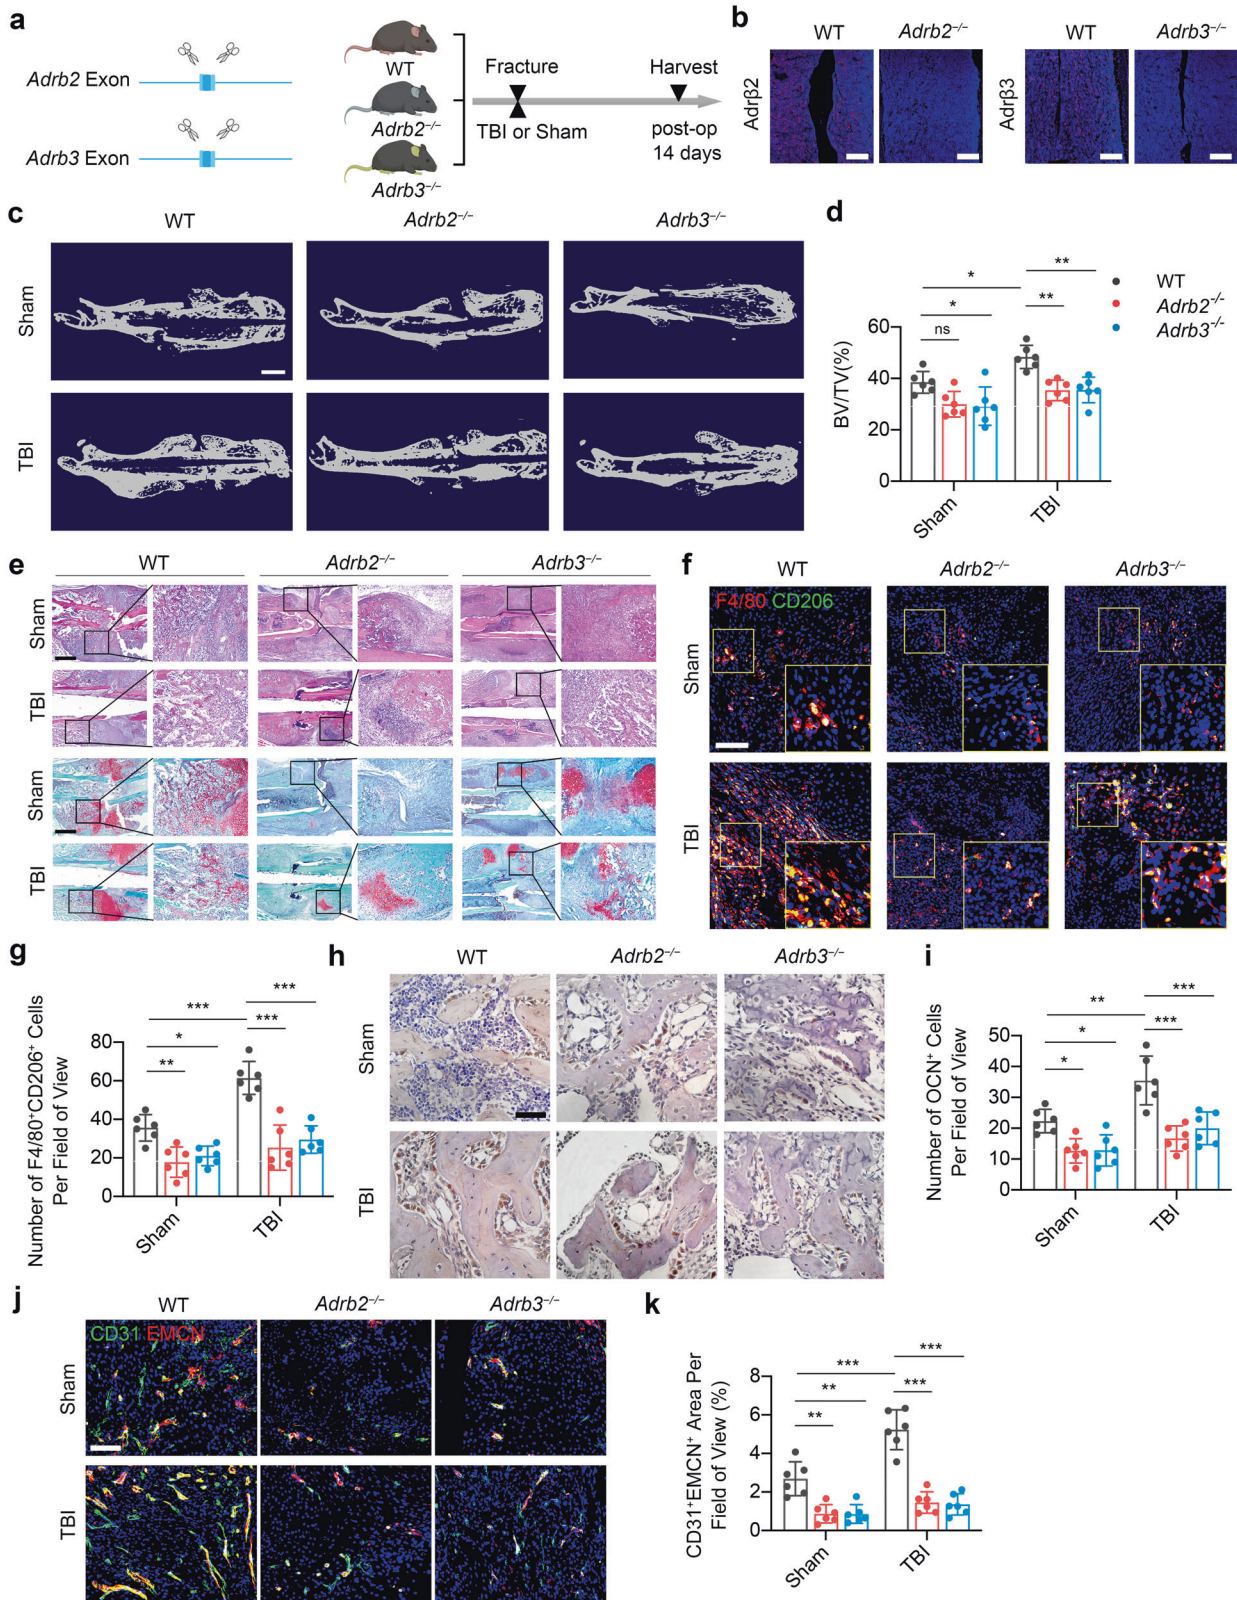 a
Adrb2 Exon
Adrb3 Exon
WT
Adrb2⁻/⁻
Adrb3⁻/⁻
Fracture
TBI or Sham
Harvest
post-op
14 days
b
WT
Adrb2⁻/⁻
WT
Adrb3⁻/⁻
Adrβ2
Adrβ3
c
WT
Adrb2⁻/⁻
Adrb3⁻/⁻
Sham
TBI
d
BV/TV(%)
60
40
20
0
ns
*
*
**
**
Sham
TBI
WT
Adrb2⁻/⁻
Adrb3⁻/⁻
e
WT
Adrb2⁻/⁻
Adrb3⁻/⁻
Sham
TBI
Sham
TBI
f
WT
Adrb2⁻/⁻
Adrb3⁻/⁻
F4/80 CD206
Sham
TBI
g
Number of F4/80⁺CD206⁺ Cells
Per Field of View
80
60
40
20
0
**
*
***
***
***
Sham
TBI
h
WT
Adrb2⁻/⁻
Adrb3⁻/⁻
Sham
TBI
i
Number of OCN⁺ Cells
Per Field of View
50
40
30
20
10
0
*
*
**
***
***
Sham
TBI
j
WT
Adrb2⁻/⁻
Adrb3⁻/⁻
CD31 EMCN
Sham
TBI
k
CD31⁺EMCN⁺ Area Per
Field of View (%)
8
6
4
2
0
**
**
***
***
***
Sham
TBI